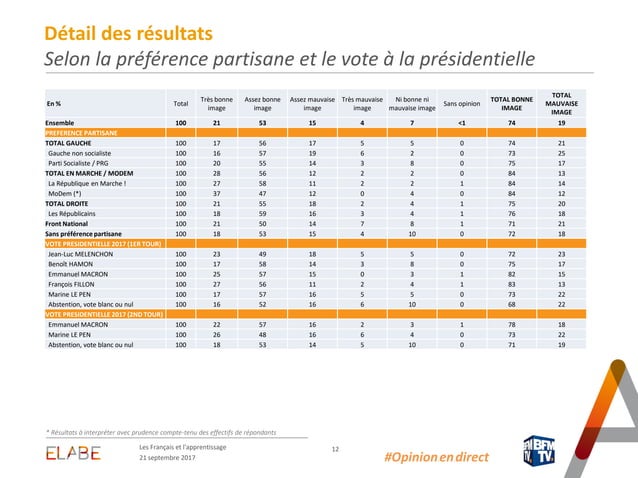 Détail des résultats
Selon la préférence partisane et le vote à la présidentielle
En % Total Très bonne image Assez bonne image Assez mauvaise image Très mauvaise image Ni bonne ni mauvaise image Sans opinion TOTAL BONNE IMAGE TOTAL MAUVAISE IMAGE
Ensemble 100 21 53 15 4 7 <1 74 19
PREFERENCE PARTISANE
TOTAL GAUCHE 100 17 56 17 5 5 0 74 21
Gauche non socialiste 100 16 57 19 6 2 0 73 25
Parti Socialiste / PRG 100 20 55 14 3 8 0 75 17
TOTAL EN MARCHE / MODEM 100 28 56 12 2 2 0 84 13
La République en Marche ! 100 27 58 11 2 2 1 84 14
MoDem (*) 100 37 47 12 0 4 0 84 12
TOTAL DROITE 100 21 55 18 2 4 1 75 20
Les Républicains 100 18 59 16 3 4 1 76 18
Front National 100 21 50 14 7 8 1 71 21
Sans préférence partisane 100 18 53 15 4 10 0 72 18
VOTE PRESIDENTIELLE 2017 (1ER TOUR)
Jean-Luc MELENCHON 100 23 49 18 5 5 0 72 23
Benoît HAMON 100 17 58 14 3 8 0 75 17
Emmanuel MACRON 100 25 57 15 0 3 1 82 15
François FILLON 100 27 56 11 2 4 1 83 13
Marine LE PEN 100 17 57 16 5 5 0 73 22
Abstention, vote blanc ou nul 100 16 52 16 6 10 0 68 22
VOTE PRESIDENTIELLE 2017 (2ND TOUR)
Emmanuel MACRON 100 22 57 16 2 3 1 78 18
Marine LE PEN 100 26 48 16 6 4 0 73 22
Abstention, vote blanc ou nul 100 18 53 14 5 10 0 71 19
* Résultats à interpréter avec prudence compte-tenu des effectifs de répondants
ELABE
Les Français et l'apprentissage
21 septembre 2017
12
#Opinionendirect
BFM
TV.